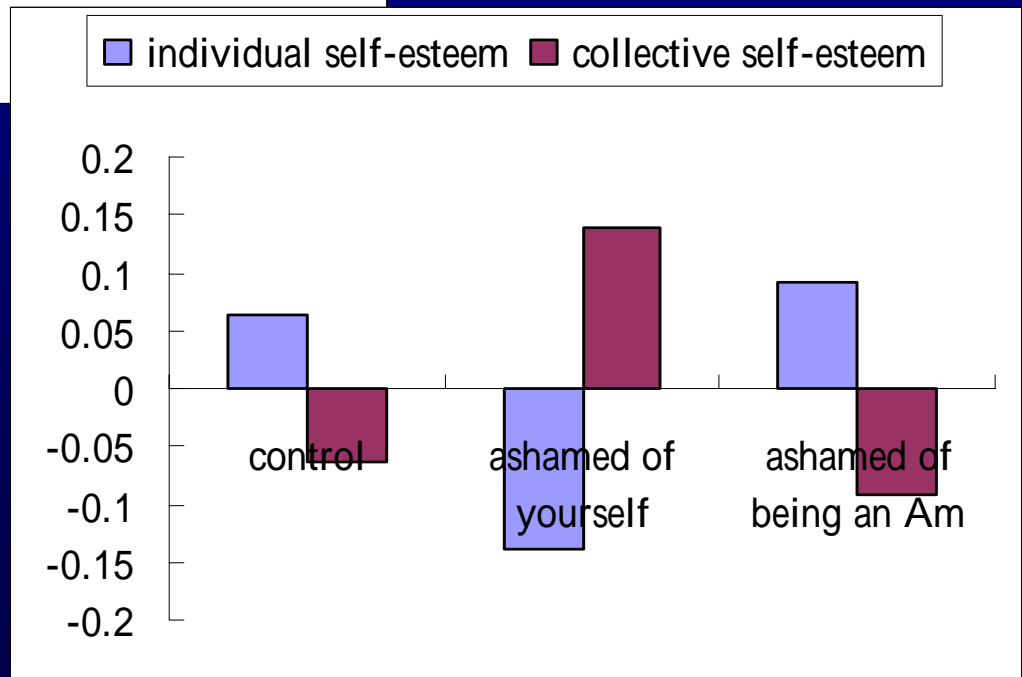 individual self-esteem collective self-esteem
0.2
0.15
0.1
0.05
0
-0.05
-0.1
-0.15
-0.2
control
ashamed of
yourself
ashamed of
being an Am